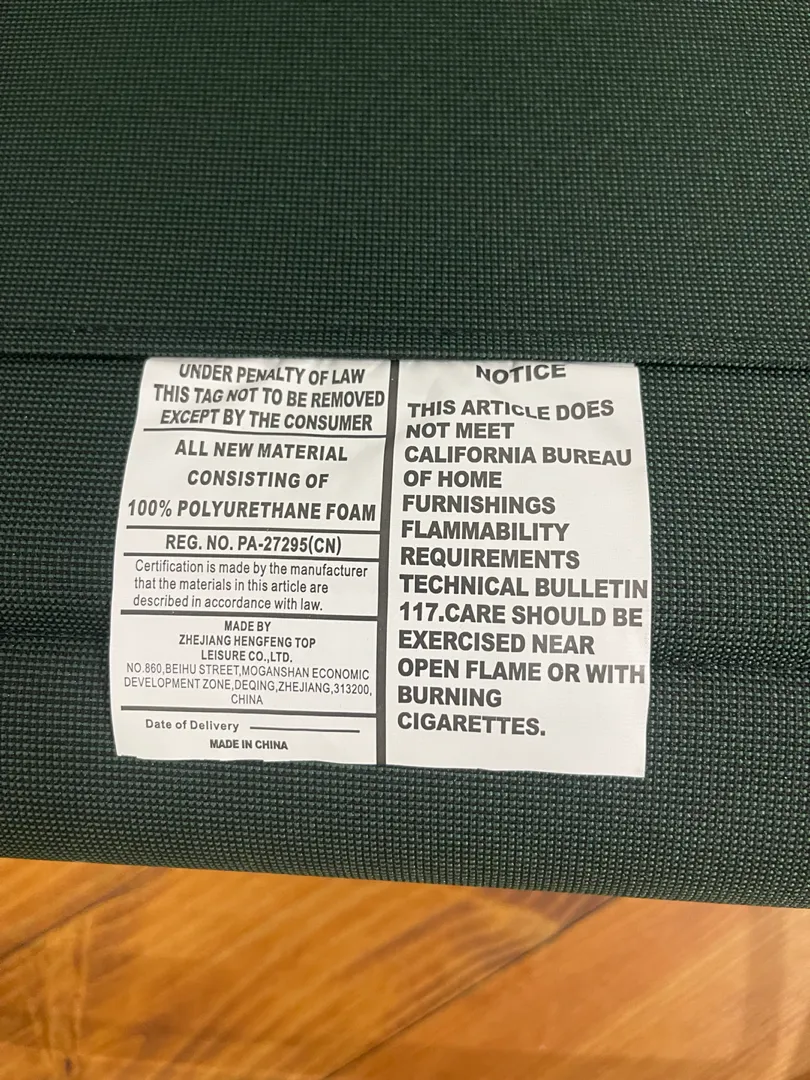 UNDER PENALTY OF LAW
THIS TAG NOT TO BE REMOVED
EXCEPT BY THE CONSUMER
ALL NEW MATERIAL
CONSISTING OF
100% POLYURETHANE FOAM
REG. NO. PA-27295(CN)
Certification is made by the manufacturer
that the materials in this article are
described in accordance with law.
MADE BY
ZHEJIANG HENGFENG TOP
LEISURE CO.,LTD.
NO.860,BEIHU STREET,MOGANSHAN ECONOMIC
DEVELOPMENT ZONE,DEQING,ZHEJIANG,313200,
CHINA
Date of Delivery
MADE IN CHINA
NOTICE
THIS ARTICLE DOES
NOT MEET
CALIFORNIA BUREAU
OF HOME
FURNISHINGS
FLAMMABILITY
REQUIREMENTS
TECHNICAL BULLETIN
117.CARE SHOULD BE
EXERCISED NEAR
OPEN FLAME OR WITH
BURNING
CIGARETTES.